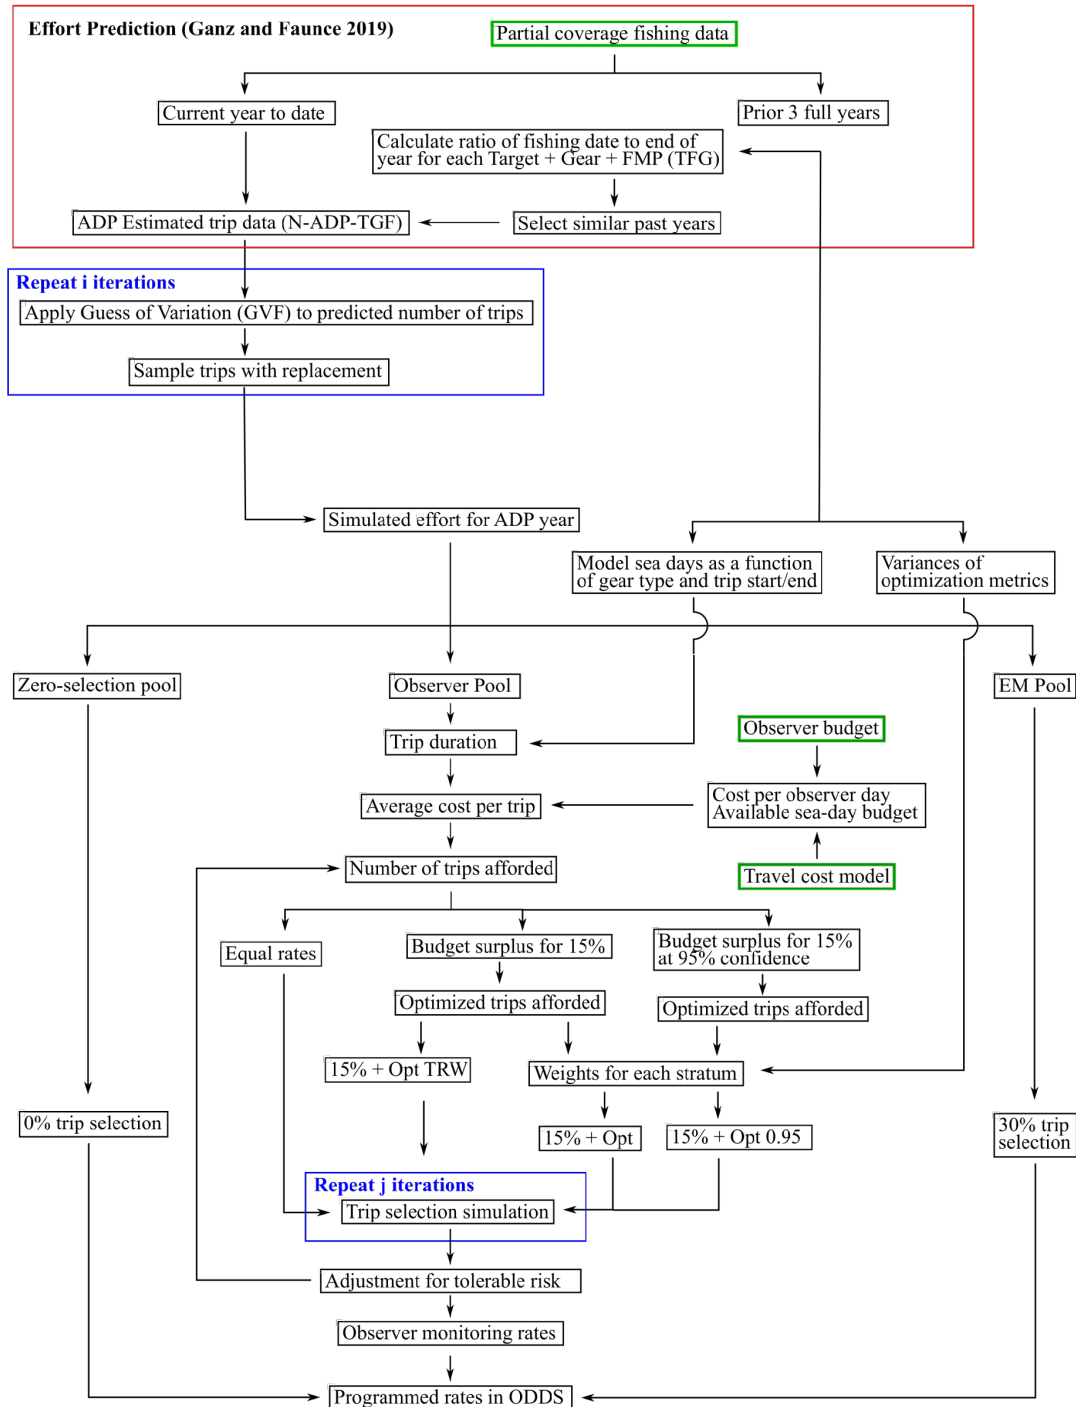 Effort Prediction (Ganz and Faunce 2019)
Partial coverage fishing data
Current year to date
Prior 3 full years
Calculate ratio of fishing date to end of
year for each Target + Gear + FMP (TFG)
ADP Estimated trip data (N-ADP-TGF)
Select similar past years
Repeat i iterations
Apply Guess of Variation (GVF) to predicted number of trips
Sample trips with replacement
Simulated effort for ADP year
Model sea days as a function
of gear type and trip start/end
Variances of
optimization metrics
Zero-selection pool
Observer Pool
EM Pool
Trip duration
Observer budget
Average cost per trip
Cost per observer day
Available sea-day budget
Number of trips afforded
Travel cost model
Equal rates
Budget surplus for 15%
Budget surplus for 15%
at 95% confidence
Optimized trips afforded
Optimized trips afforded
15% + Opt TRW
Weights for each stratum
0% trip selection
15% + Opt
15% + Opt 0.95
30% trip
selection
Repeat j iterations
Trip selection simulation
Adjustment for tolerable risk
Observer monitoring rates
Programmed rates in ODDS